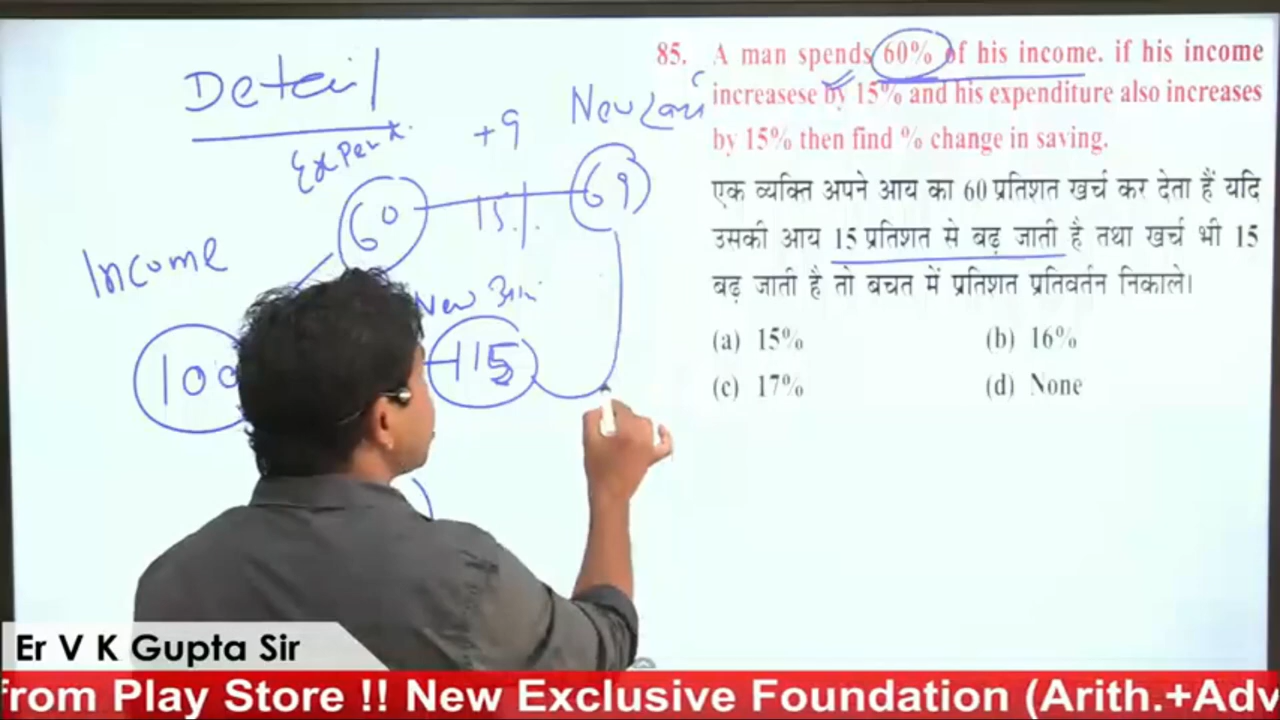 Detail
+9
New खर्च
60
15%
69
Income
New
100
115
85. A man spends 60% of his income. if his income
increasese by 15% and his expenditure also increases
by 15% then find % change in saving.
एक व्यक्ति अपने आय का 60 प्रतिशत खर्च कर देता हैं यदि
उसकी आय 15 प्रतिशत से बढ़ जाती है तथा खर्च भी 15
बढ़ जाती है तो बचत में प्रतिशत प्रतिवर्तन निकाले।
(a) 15%
(b) 16%
(c) 17%
(d) None
Er V K Gupta Sir
from Play Store !! New Exclusive Foundation (Arith.+Adv